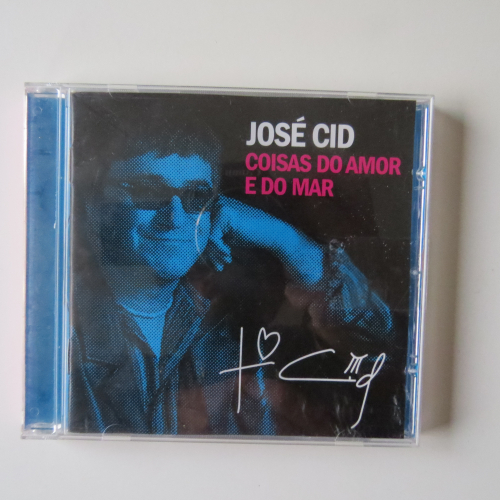 JOSÉ CID
COISAS DO AMOR
E DO MAR